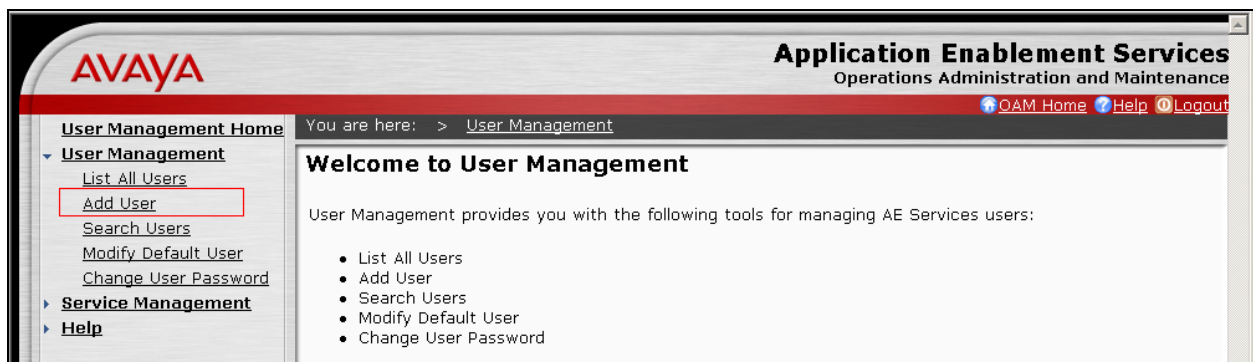 AVAYA
Application Enablement Services
Operations Administration and Maintenance
OAM Home Help Logout
User Management Home
User Management
List All Users
Add User
Search Users
Modify Default User
Change User Password
Service Management
Help
You are here: > User Management
Welcome to User Management
User Management provides you with the following tools for managing AE Services users:
• List All Users
• Add User
• Search Users
• Modify Default User
• Change User Password